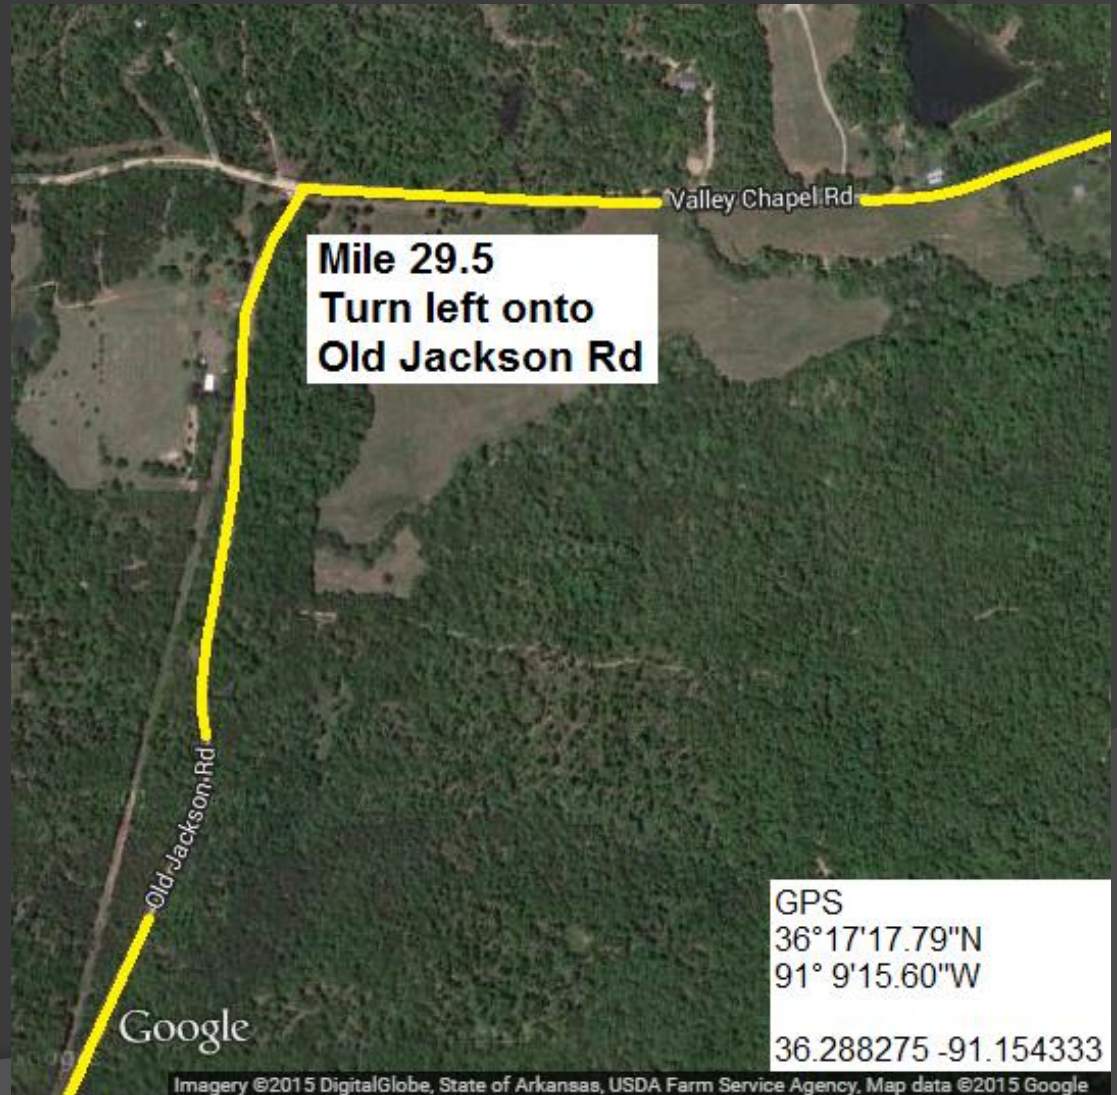 Valley Chapel Rd
Mile 29.5
Turn left onto
Old Jackson Rd
Old Jackson Rd
GPS
36°17'17.79"N
91° 9'15.60"W
36.288275 -91.154333
Google
Imagery ©2015 DigitalGlobe, State of Arkansas, USDA Farm Service Agency, Map data ©2015 Google